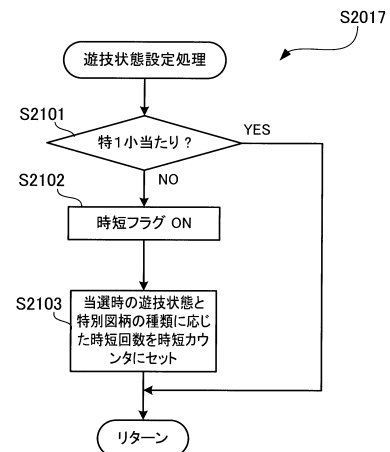 S2017
遊技状態設定処理
S2101
特1小当たり?
YES
NO
S2102
時短フラグ ON
S2103
当選時の遊技状態と
特別図柄の種類に応じ
た時短回数を時短カウ
ンタにセット
リターン